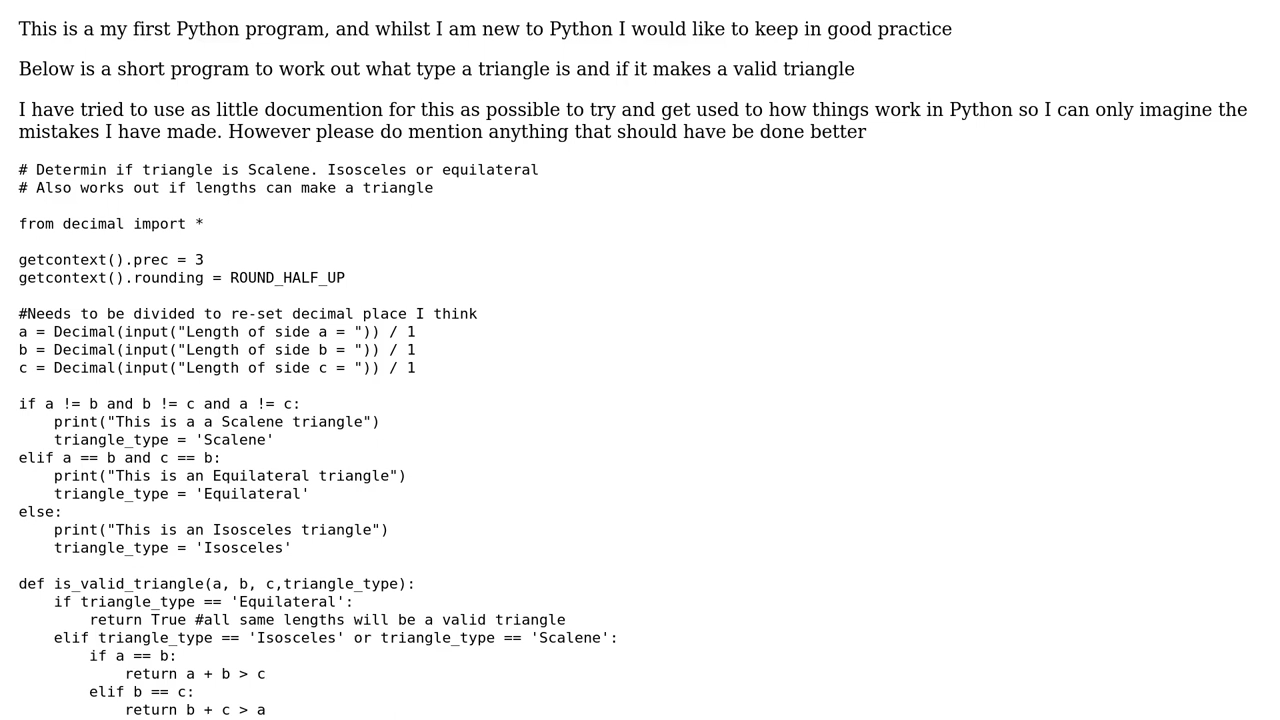 This is a my first Python program, and whilst I am new to Python I would like to keep in good practice
Below is a short program to work out what type a triangle is and if it makes a valid triangle
I have tried to use as little documention for this as possible to try and get used to how things work in Python so I can only imagine the
mistakes I have made. However please do mention anything that should have be done better
# Determin if triangle is Scalene. Isosceles or equilateral
# Also works out if lengths can make a triangle
from decimal import *
getcontext().prec = 3
getcontext().rounding = ROUND_HALF_UP
#Needs to be divided to re-set decimal place I think
a = Decimal(input("Length of side a = ")) / 1
b = Decimal(input("Length of side b = ")) / 1
c = Decimal(input("Length of side c = ")) / 1
if a != b and b != c and a != c:
    print("This is a a Scalene triangle")
    triangle_type = 'Scalene'
elif a == b and c == b:
    print("This is an Equilateral triangle")
    triangle_type = 'Equilateral'
else:
    print("This is an Isosceles triangle")
    triangle_type = 'Isosceles'
def is_valid_triangle(a, b, c,triangle_type):
    if triangle_type == 'Equilateral':
        return True #all same lengths will be a valid triangle
    elif triangle_type == 'Isosceles' or triangle_type == 'Scalene':
        if a == b:
            return a + b > c
        elif b == c:
            return b + c > a